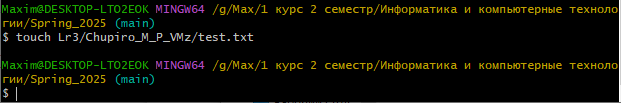 Maxim@DESKTOP-LTO2EOK MINGW64 /g/Max/1 курс 2 семестр/Информатика и компьютерные техноло
гии/Spring_2025 (main)
$ touch Lr3/Chupiro_M_P_VMz/test.txt
Maxim@DESKTOP-LTO2EOK MINGW64 /g/Max/1 курс 2 семестр/Информатика и компьютерные техноло
гии/Spring_2025 (main)
$